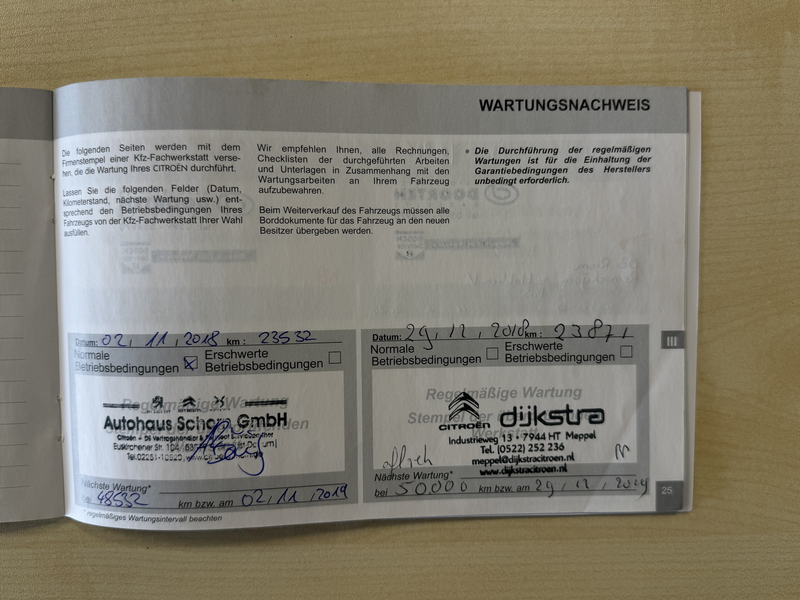 WARTUNGSNACHWEIS
Die folgenden Seiten werden mit dem
Firmenstempel einer Kfz-Fachwerkstatt verse-
hen, die die Wartung Ihres CITROËN durchführt.
Lassen Sie die folgenden Felder (Datum,
Kilometerstand, nächste Wartung usw.) ent-
sprechend den Betriebsbedingungen Ihres
Fahrzeugs von der Kfz-Fachwerkstatt Ihrer Wahl
ausfüllen.
Wir empfehlen Ihnen, alle Rechnungen,
Checklisten der durchgeführten Arbeiten
und Unterlagen in Zusammenhang mit den
Wartungsarbeiten an Ihrem Fahrzeug
aufzubewahren.
Beim Weiterverkauf des Fahrzeugs müssen alle
Borddokumente für das Fahrzeug an den neuen
Besitzer übergeben werden.
• Die Durchführung der regelmäßigen
Wartungen ist für die Einhaltung der
Garantiebedingungen des Herstellers
unbedingt erforderlich.
Datum: 02, 11, 2018 km: 23532
Normale Betriebsbedingungen
Erschwerte Betriebsbedingungen
Autohaus GmbH
Euskirchener Str.
Nächste Wartung*
bei 48532 km bzw. am 02, 11, 2019
* regelmäßiges Wartungsintervall beachten
Datum: 29, 12, 2018 km: 23871
Normale Betriebsbedingungen
Erschwerte Betriebsbedingungen
Regelmäßige Wartung
Stempel der
CITROËN dijkstra
Industrieweg 13 - 7944 HT Meppel
Tel. (0522) 252 236
meppel@dijkstracitroen.nl
www.dijkstracitroen.nl
Nächste Wartung*
bei 50.000 km bzw. am 29, 12, 2019
III
25